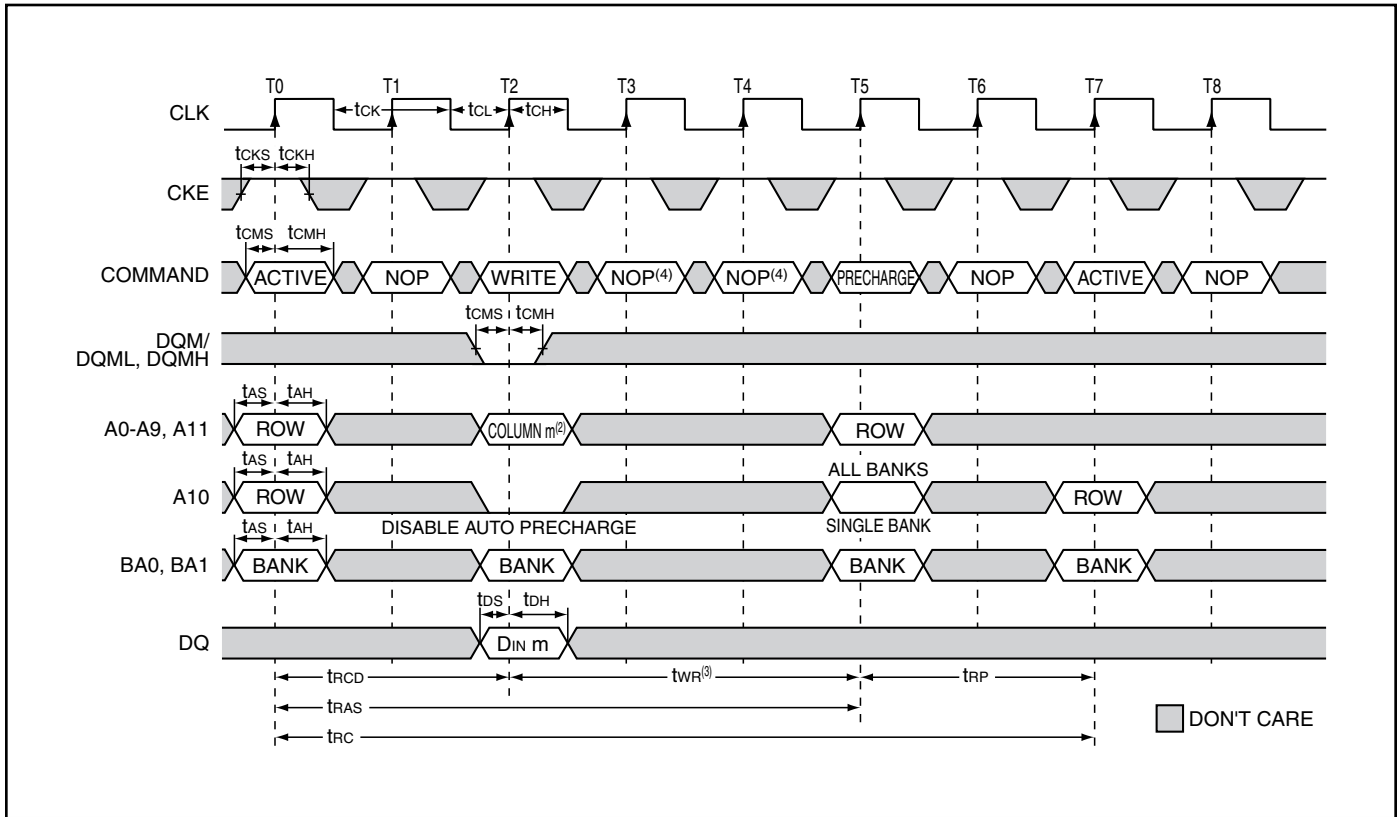 T0 T1 T2 T3 T4 T5 T6 T7 T8
CLK tCK tCL tCH
tCKS tCKH
CKE
tCMS tCMH
COMMAND ACTIVE NOP WRITE NOP(4) NOP(4) PRECHARGE NOP ACTIVE NOP
tCMS tCMH
DQM/
DQML, DQMH
tAS tAH
A0-A9, A11 ROW COLUMN m(2) ROW
tAS tAH ALL BANKS
A10 ROW ROW
tAS tAH DISABLE AUTO PRECHARGE SINGLE BANK
BA0, BA1 BANK BANK BANK BANK
tDS tDH
DQ DIN m
tRCD tWR(3) tRP
tRAS
DON'T CARE
tRC